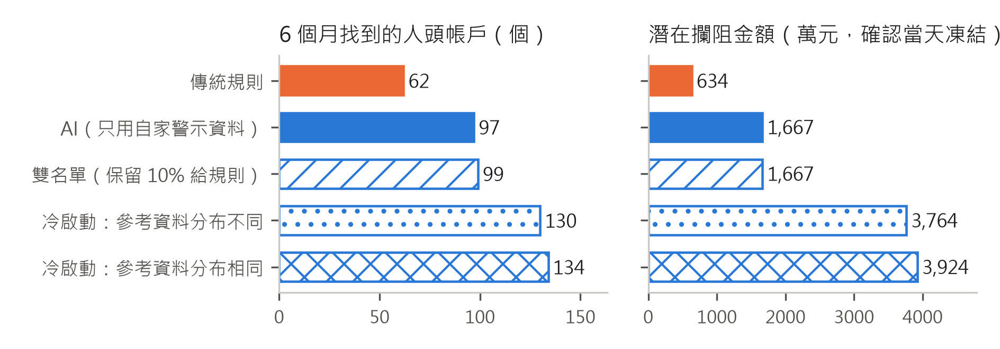 6 個月找到的人頭帳戶（個）
傳統規則
62
AI（只用自家警示資料）
97
雙名單（保留 10% 給規則）
99
冷啟動：參考資料分布不同
130
冷啟動：參考資料分布相同
134
0 50 100 150
潛在攔阻金額（萬元，確認當天凍結）
634
1,667
1,667
3,764
3,924
0 1000 2000 3000 4000